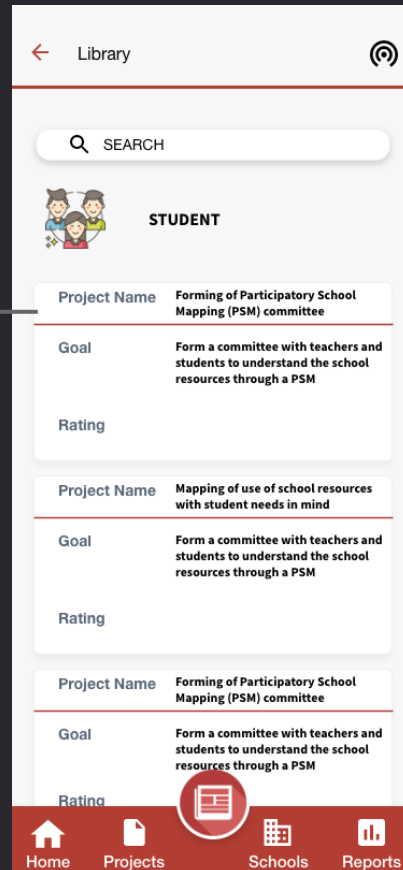 Library
SEARCH
STUDENT
Project Name Forming of Participatory School
Mapping (PSM) committee
Goal Form a committee with teachers and
students to understand the school
resources through a PSM
Rating
Project Name Mapping of use of school resources
with student needs in mind
Goal Form a committee with teachers and
students to understand the school
resources through a PSM
Rating
Project Name Forming of Participatory School
Mapping (PSM) committee
Goal Form a committee with teachers and
students to understand the school
resources through a PSM
Rating
Home Projects Schools Reports